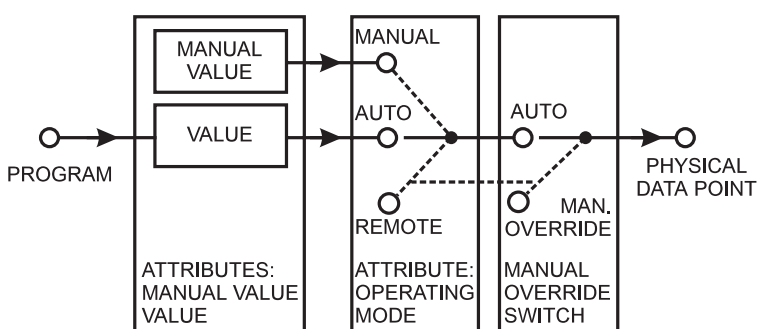 MANUAL
VALUE
MANUAL
VALUE
AUTO
AUTO
PROGRAM
PHYSICAL
DATA POINT
REMOTE
MAN.
OVERRIDE
ATTRIBUTES:
MANUAL VALUE
VALUE
ATTRIBUTE:
OPERATING
MODE
MANUAL
OVERRIDE
SWITCH